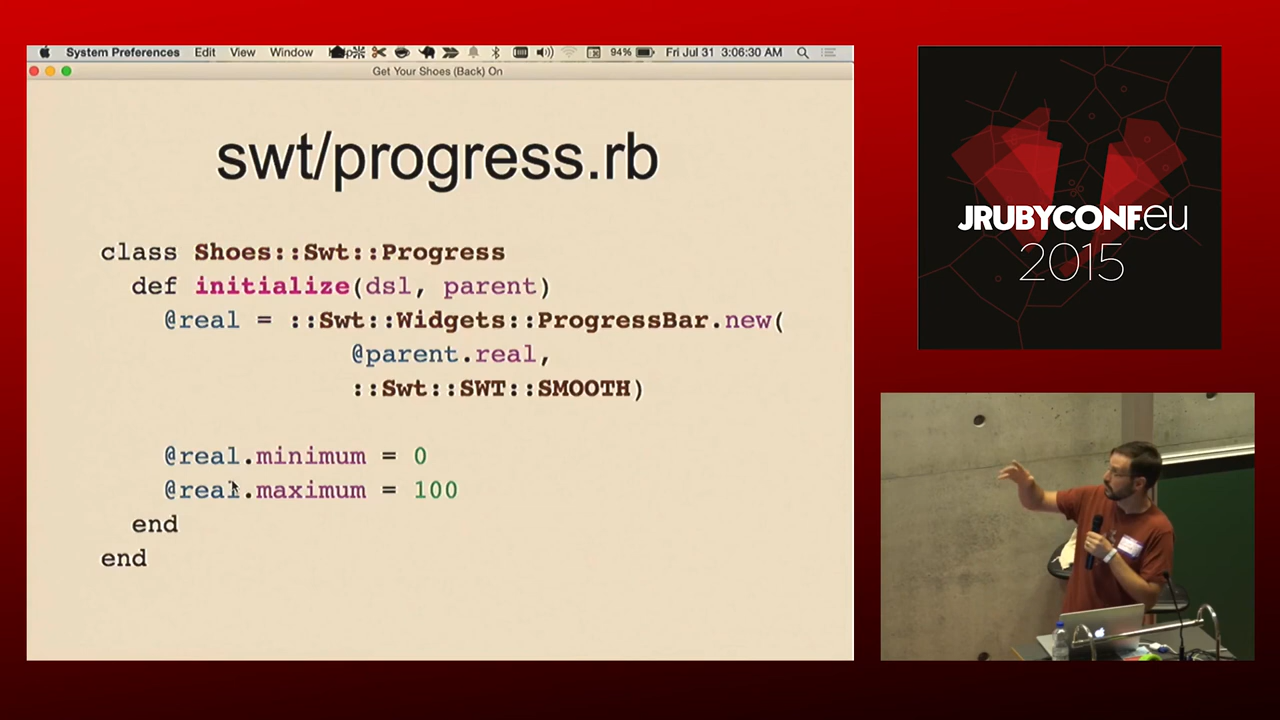 System Preferences Edit View Window 94% Fri Jul 31 3:06:30 AM
Get Your Shoes (Back) On
swt/progress.rb
class Shoes::Swt::Progress
def initialize(dsl, parent)
@real = ::Swt::Widgets::ProgressBar.new(
@parent.real,
::Swt::SWT::SMOOTH)
@real.minimum = 0
@real.maximum = 100
end
end
JRUBYCONF.eu
2015